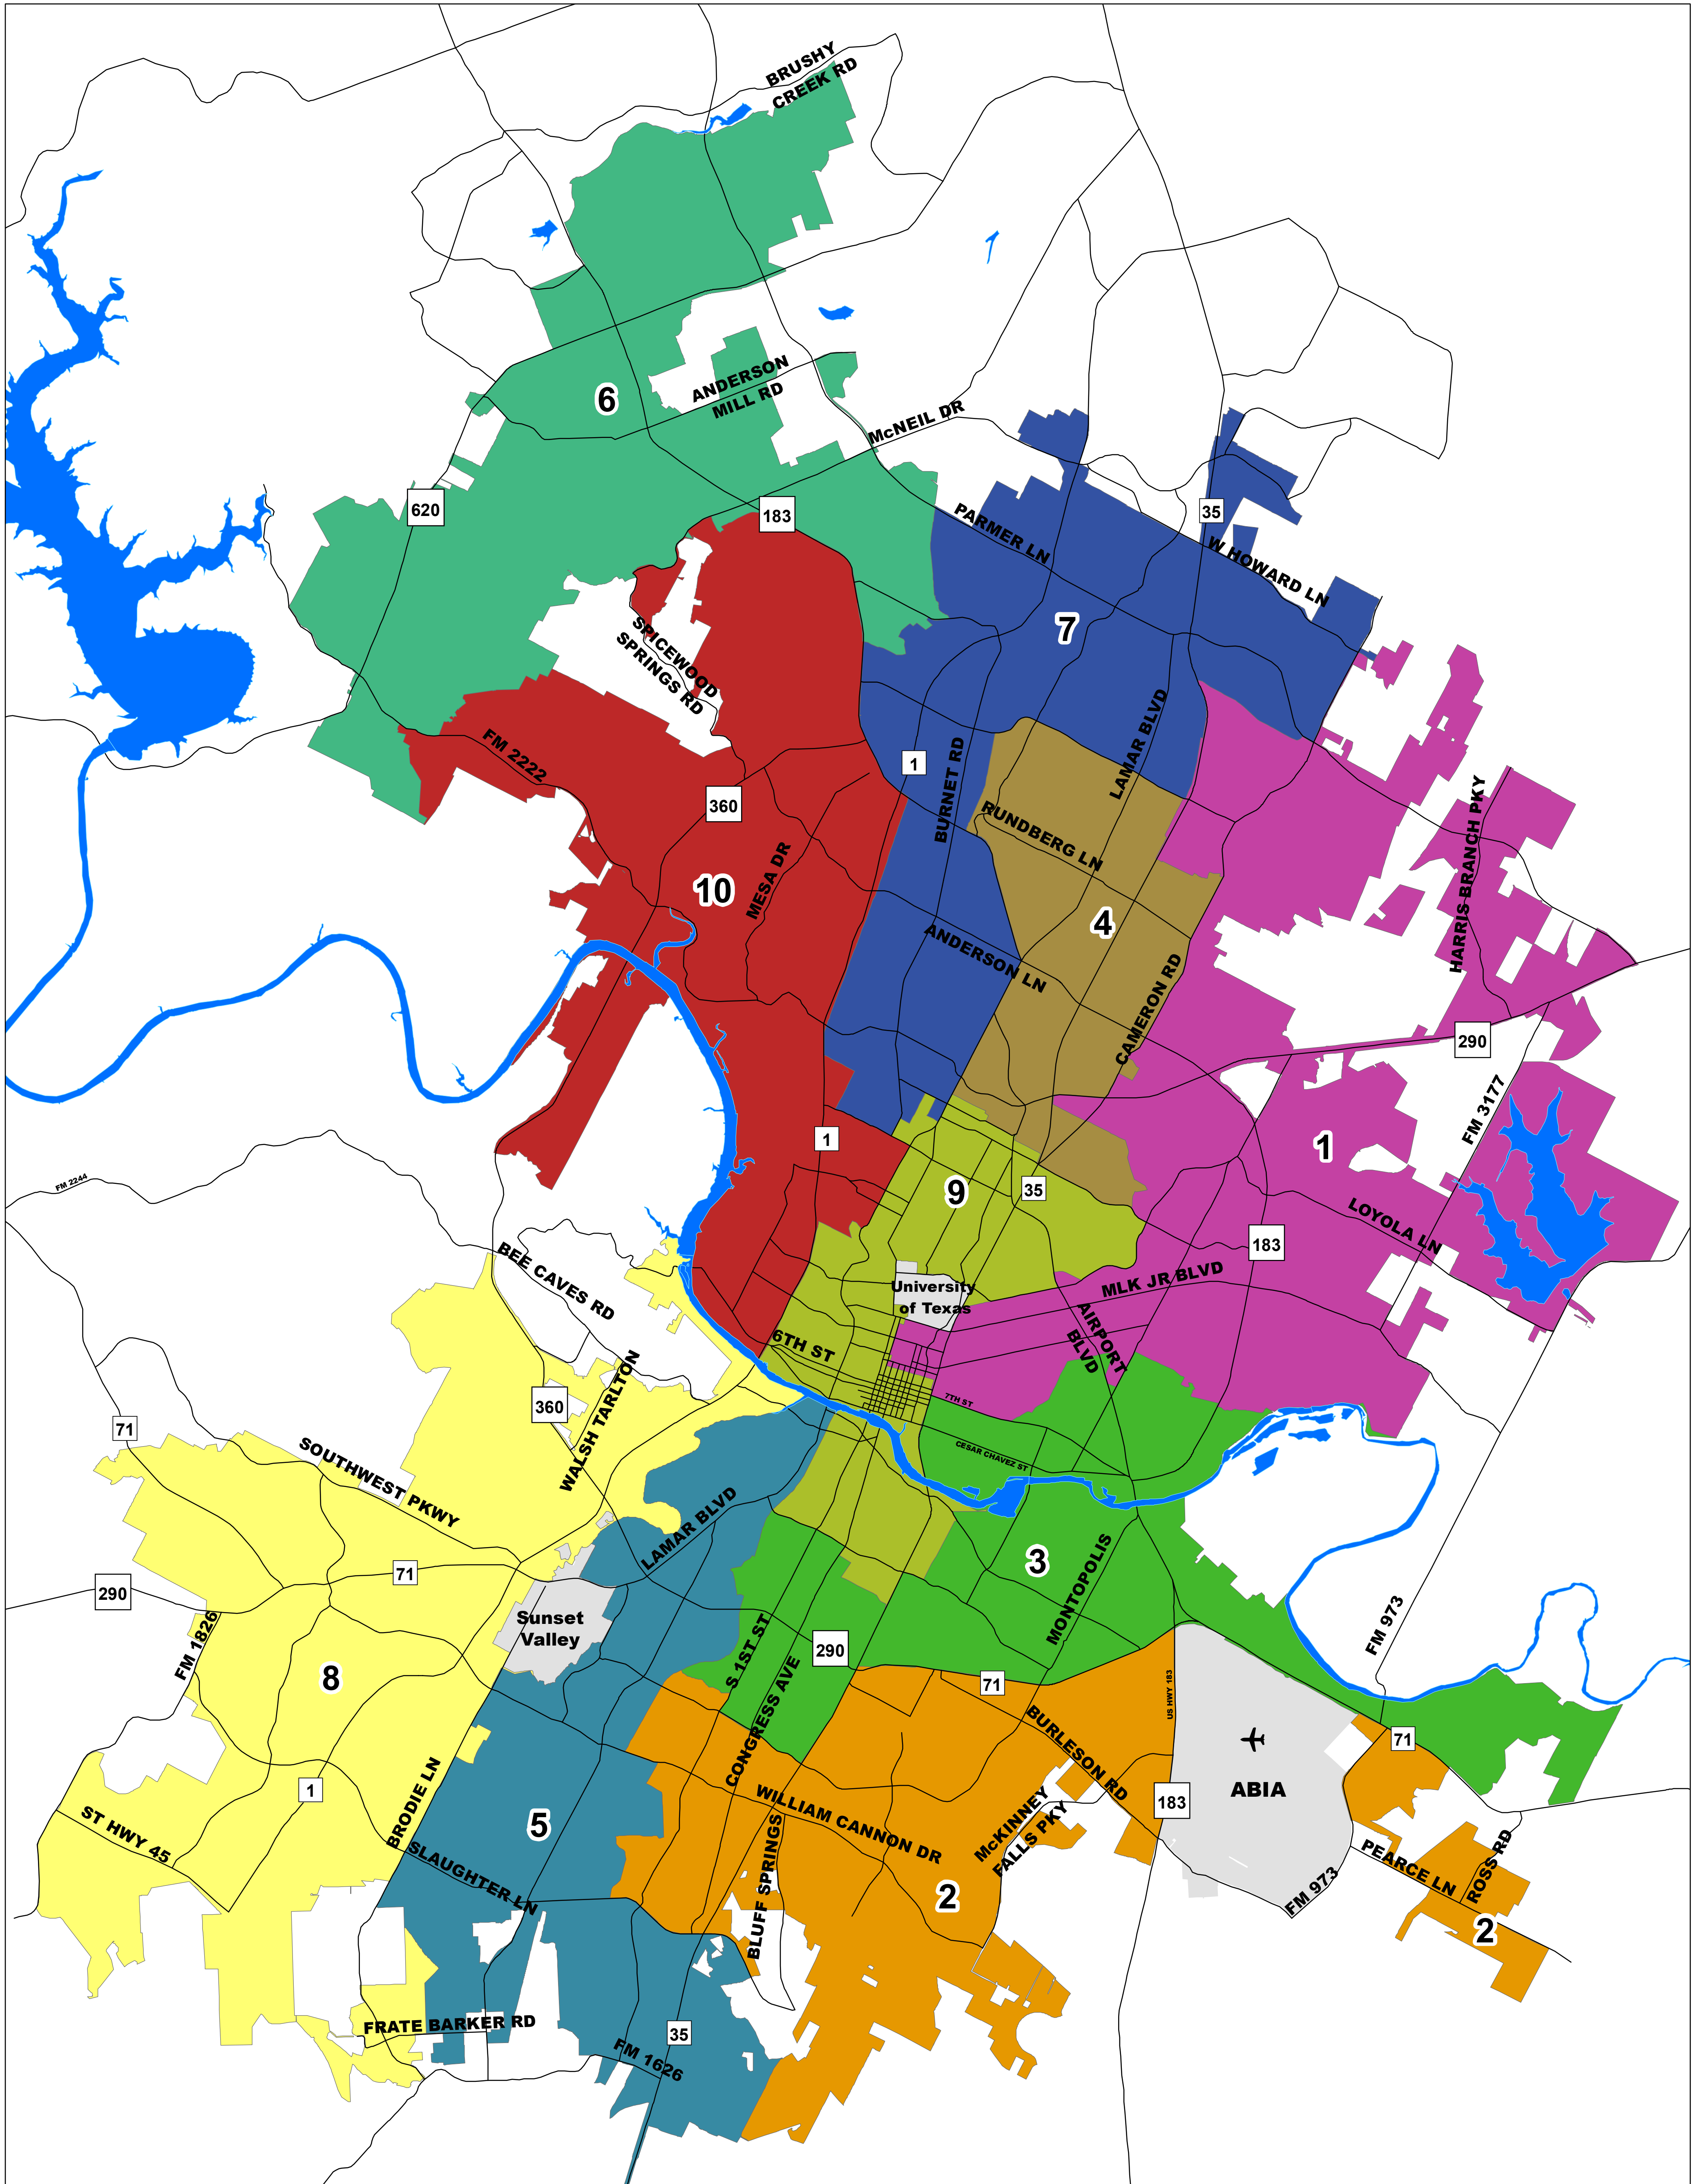 BRUSHY
CREEK RD
ANDERSON
MILL RD
6
McNEIL DR
620
183
35
PARMER LN
W HOWARD LN
7
SPICEWOOD
SPRINGS RD
FM 2222
LAMAR BLVD
1
BURNET RD
360
RUNDBERG LN
HARRIS BRANCH PKY
MESA DR
10
4
ANDERSON LN
CAMERON RD
290
FM 3177
1
1
FM 2244
9
35
LOYOLA LN
183
BEE CAVES RD
University
of Texas
MLK JR BLVD
AIRPORT
BLVD
6TH ST
7TH ST
WALSH TARLTON
360
71
SOUTHWEST PKWY
CESAR CHAVEZ ST
LAMAR BLVD
3
MONTOPOLIS
71
290
Sunset
Valley
FM 1826
S 1ST ST
290
FM 973
8
71
US HWY 183
CONGRESS AVE
BURLESON RD
71
ABIA
1
BRODIE LN
WILLIAM CANNON DR
McKINNEY
FALLS PKY
183
ST HWY 45
5
BLUFF SPRINGS
SLAUGHTER LN
PEARCE LN
ROSS RD
FM 973
2
2
FRATE BARKER RD
35
FM 1626